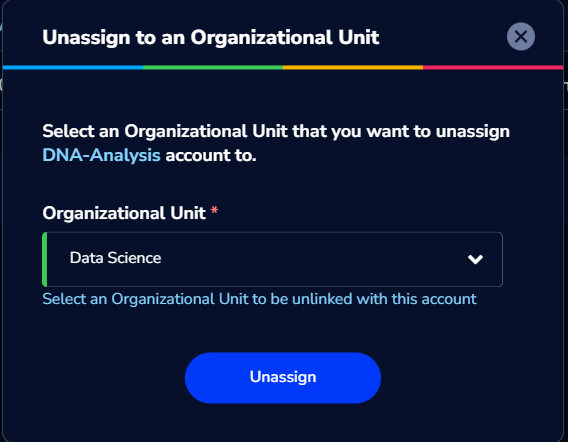 Unassign to an Organizational Unit
Select an Organizational Unit that you want to unassign
DNA-Analysis account to.
Organizational Unit *
Data Science
Select an Organizational Unit to be unlinked with this account
Unassign